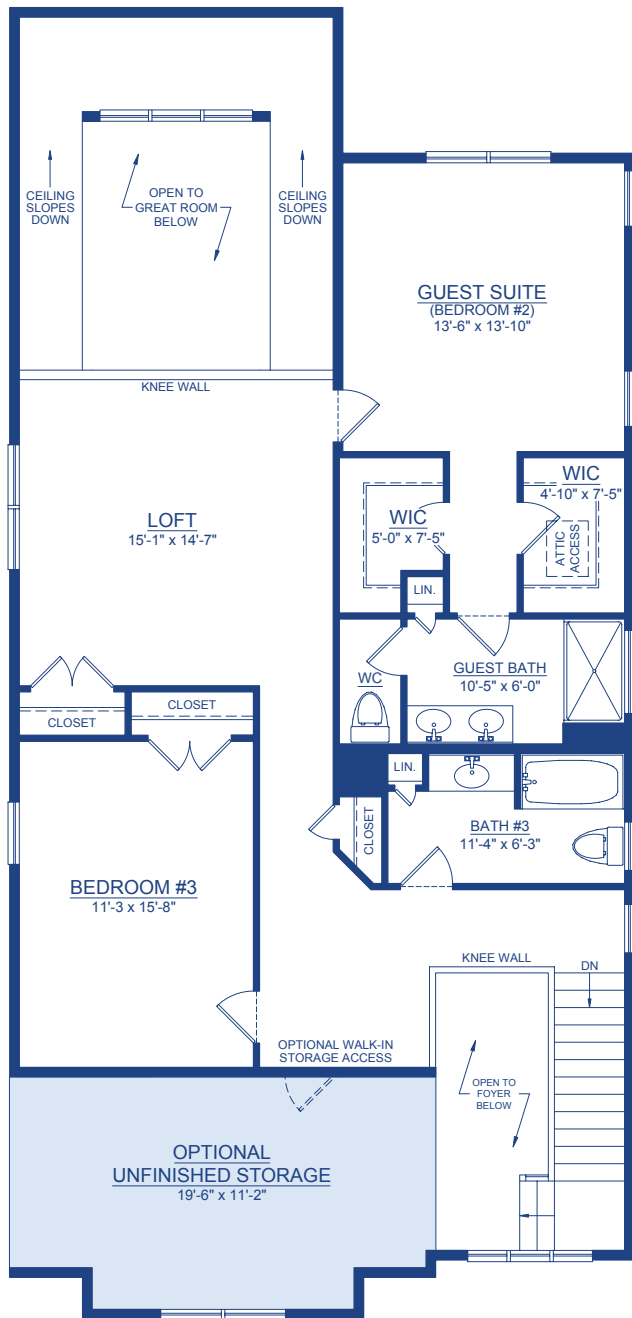 CEILING
SLOPES
DOWN
OPEN TO
GREAT ROOM
BELOW
CEILING
SLOPES
DOWN
GUEST SUITE
(BEDROOM #2)
13'-6" x 13'-10"
KNEE WALL
LOFT
15'-1" x 14'-7"
WIC
5'-0" x 7'-5"
WIC
4'-10" x 7'-5"
ATTIC
ACCESS
LIN.
WC
GUEST BATH
10'-5" x 6'-0"
CLOSET
CLOSET
LIN.
CLOSET
BATH #3
11'-4" x 6'-3"
BEDROOM #3
11'-3 x 15'-8"
KNEE WALL
DN
OPTIONAL WALK-IN
STORAGE ACCESS
OPEN TO
FOYER
BELOW
OPTIONAL
UNFINISHED STORAGE
19'-6" x 11'-2"